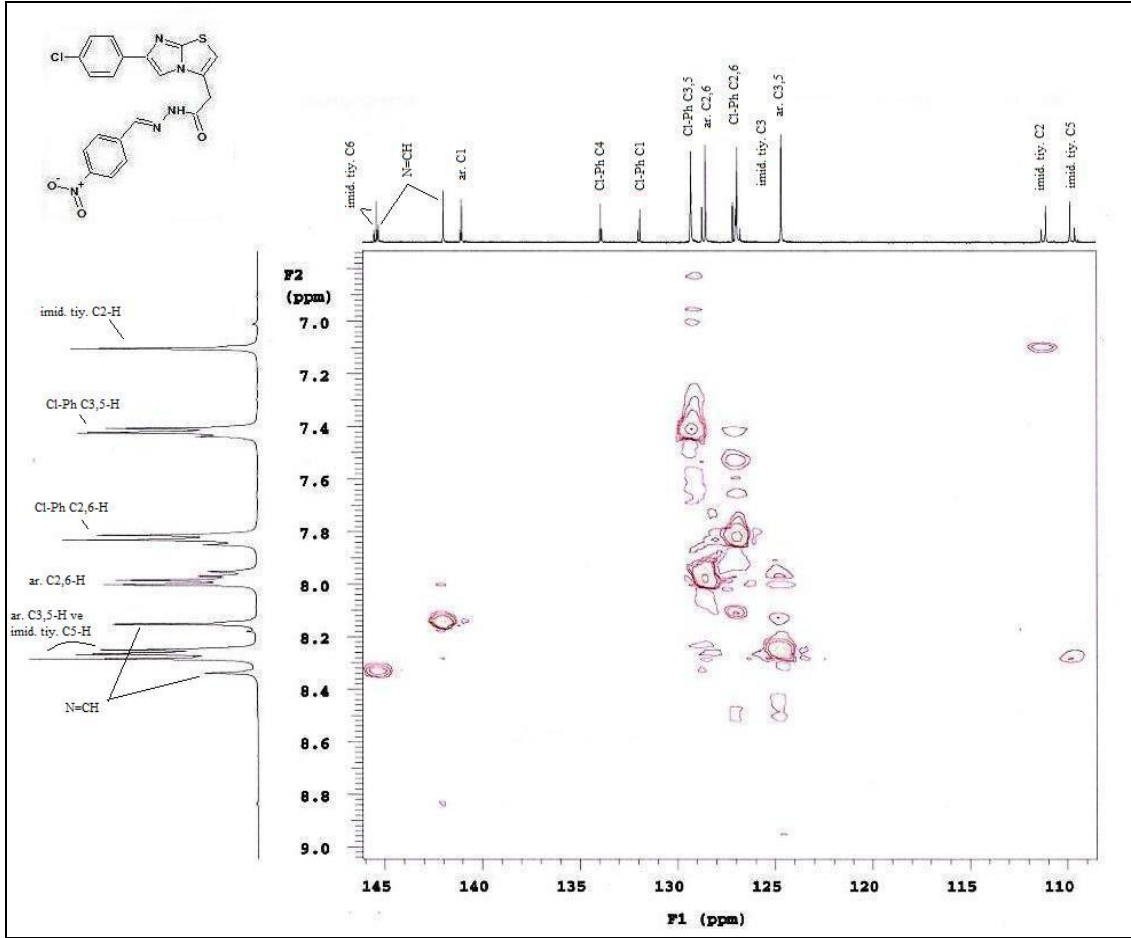 N
S
Cl
N
NH
N
O
O-
N+
O
imid. tiy. C6
N=CH
ar. C1
Cl-Ph C4
Cl-Ph C1
Cl-Ph C3,5
ar. C2,6
Cl-Ph C2,6
imid. tiy. C3
ar. C3,5
imid. tiy. C2
imid. tiy. C5
imid. tiy. C2-H
Cl-Ph C3,5-H
Cl-Ph C2,6-H
ar. C2,6-H
ar. C3,5-H ve
imid. tiy. C5-H
N=CH
F2
(ppm)
7.0
7.2
7.4
7.6
7.8
8.0
8.2
8.4
8.6
8.8
9.0
145 140 135 130 125 120 115 110
F1 (ppm)